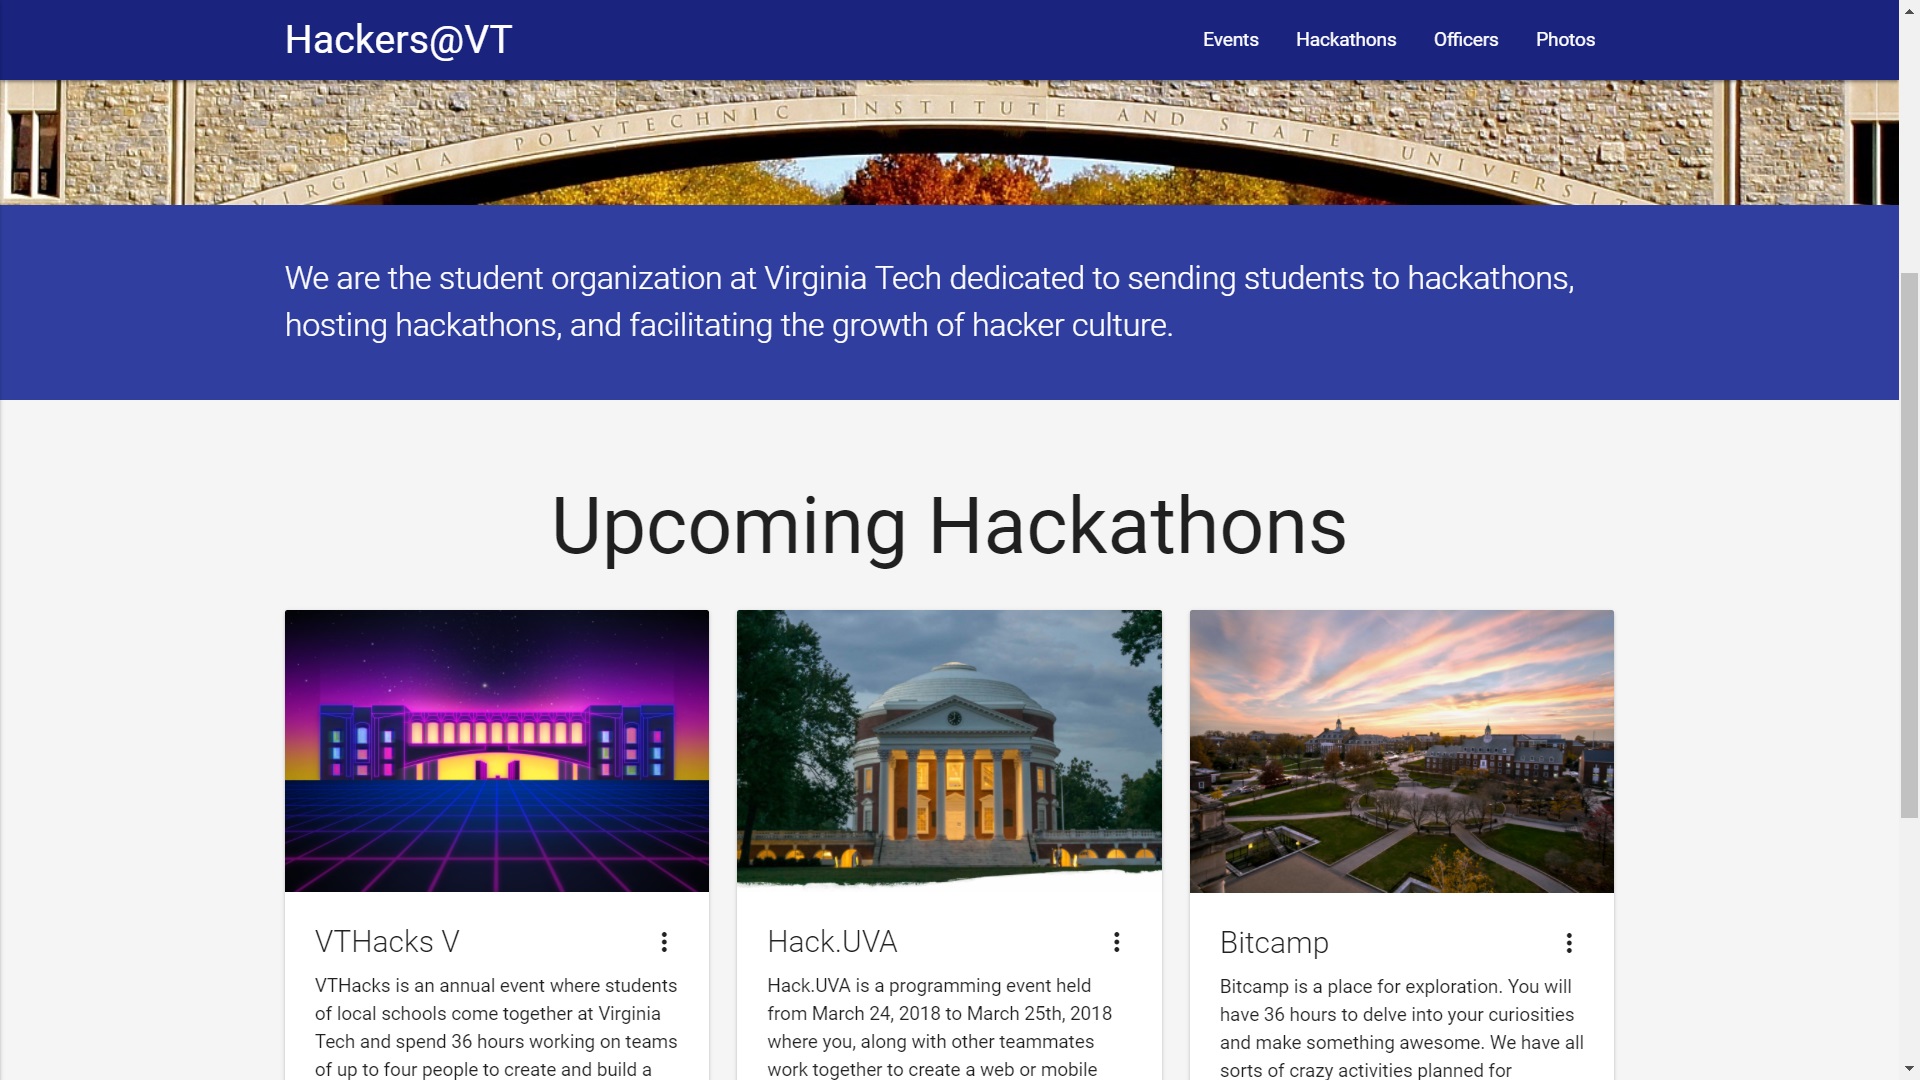 Hackers@VT
Events Hackathons Officers Photos
VIRGINIA POLYTECHNIC INSTITUTE AND STATE UNIVERSIT
We are the student organization at Virginia Tech dedicated to sending students to hackathons,
hosting hackathons, and facilitating the growth of hacker culture.
Upcoming Hackathons
VTHacks V
VTHacks is an annual event where students
of local schools come together at Virginia
Tech and spend 36 hours working on teams
of up to four people to create and build a
Hack.UVA
Hack.UVA is a programming event held
from March 24, 2018 to March 25th, 2018
where you, along with other teammates
work together to create a web or mobile
Bitcamp
Bitcamp is a place for exploration. You will
have 36 hours to delve into your curiosities
and make something awesome. We have all
sorts of crazy activities planned for